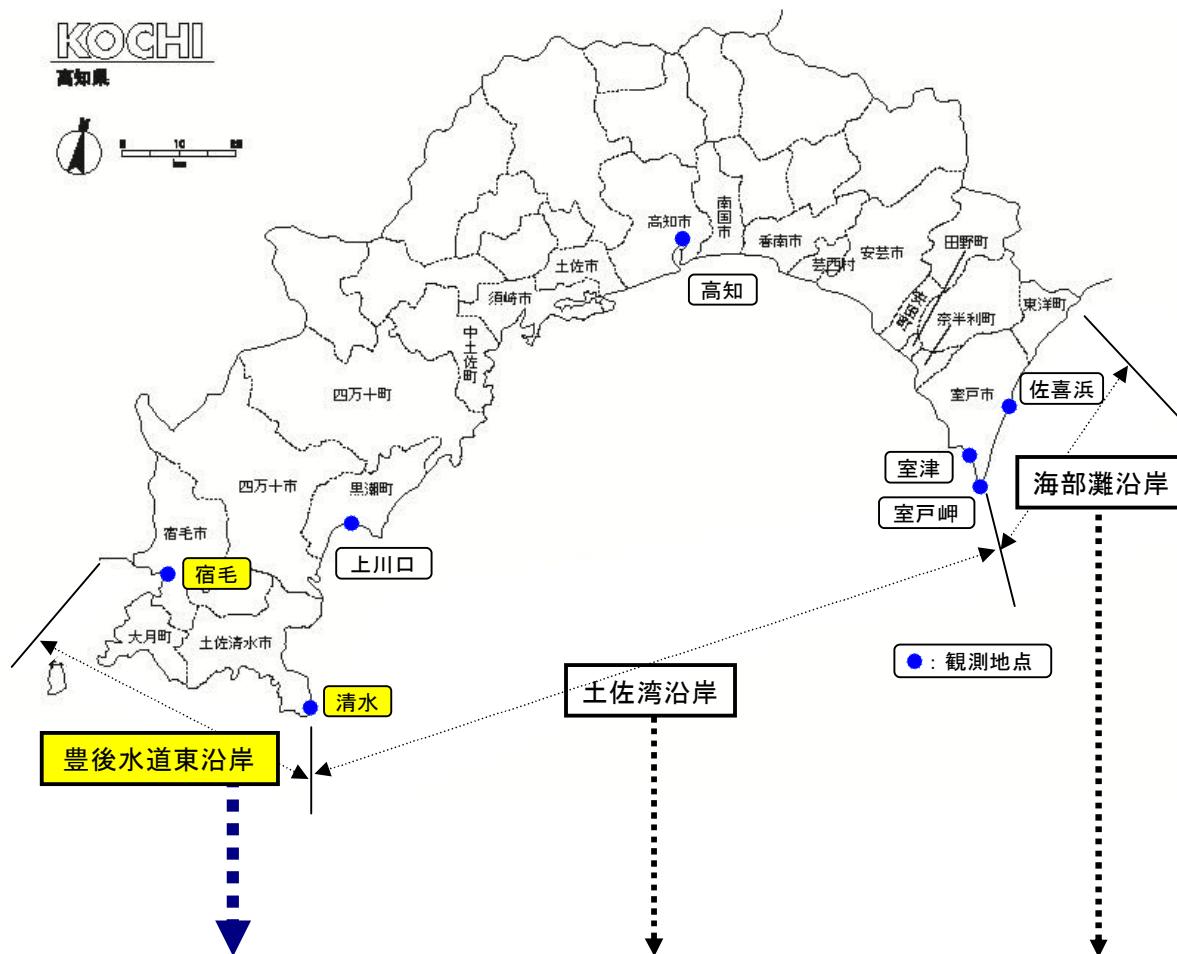 KOCHI
高知県
N
0 10 20
km
高知市
南国市
香南市
芸西村
安芸市
田野町
土佐市
高知
須崎市
奈半利町
東洋町
中土佐町
四万十町
室戸市
佐喜浜
室津
海部灘沿岸
四万十市
黒潮町
室戸岬
宿毛市
上川口
宿毛
大月町
土佐清水市
●：観測地点
土佐湾沿岸
清水
豊後水道東沿岸